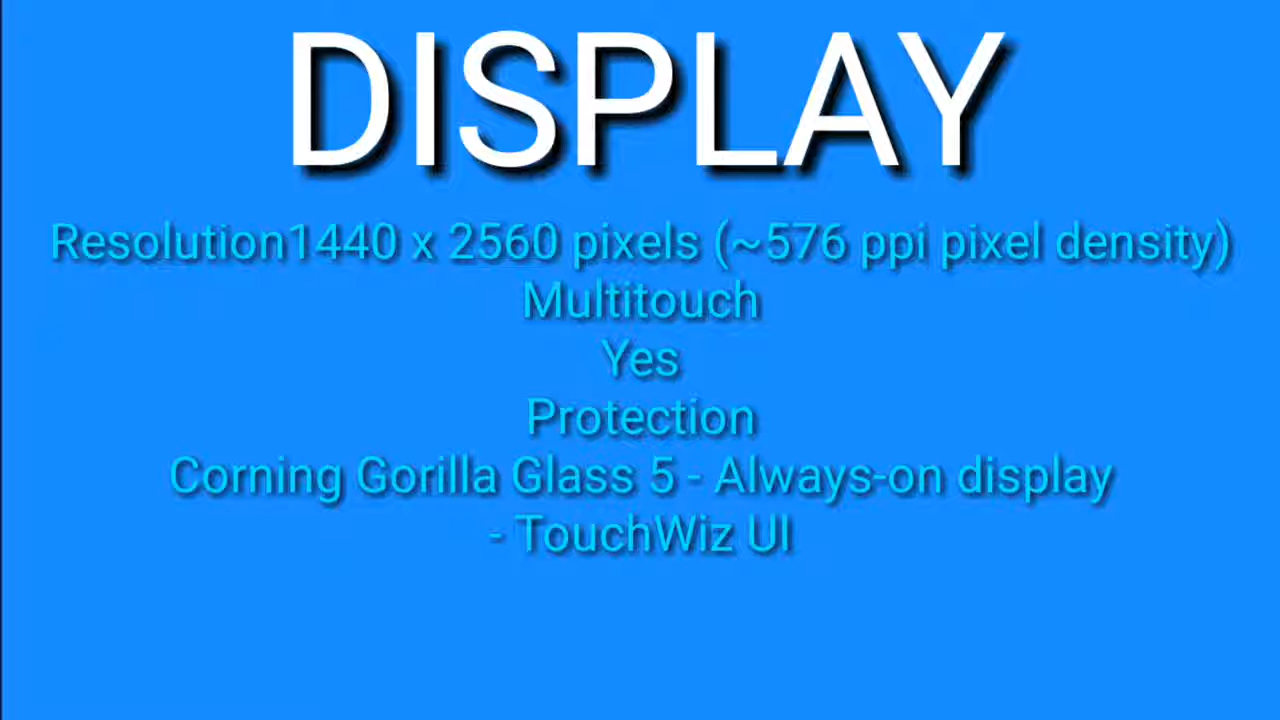 DISPLAY
Resolution1440 x 2560 pixels (~576 ppi pixel density)
Multitouch
Yes
Protection
Corning Gorilla Glass 5 - Always-on display
- TouchWiz UI